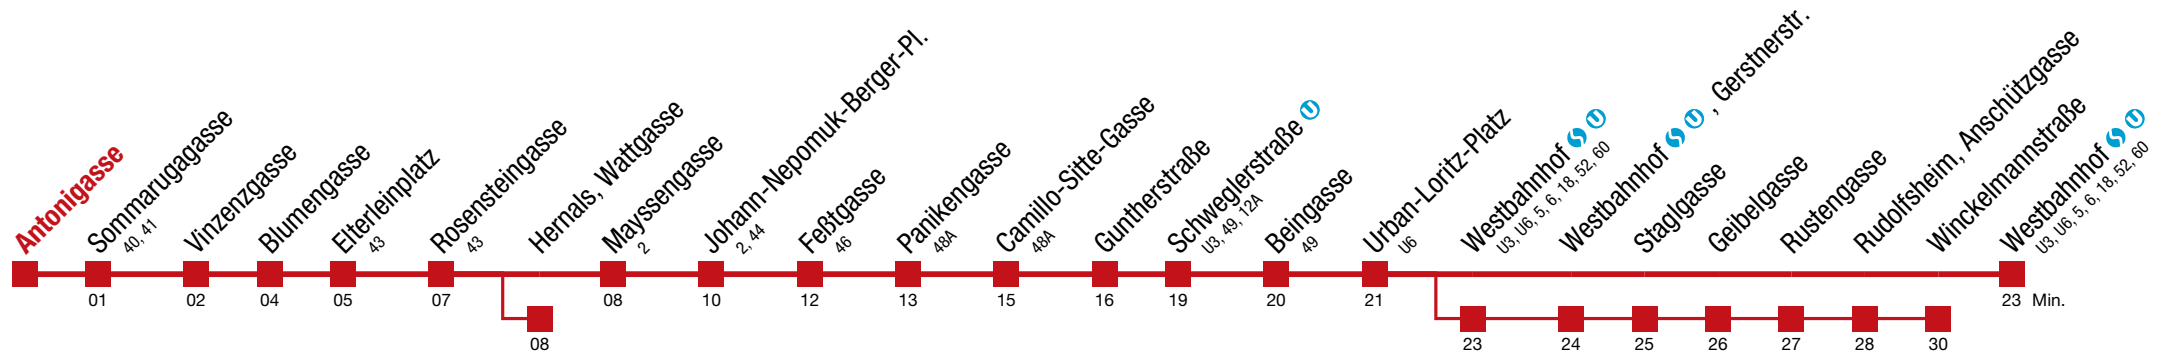 Antonigasse
Sommarugagasse
40, 41
Vinzenzgasse
Blumengasse
Elterleinplatz
43
Rosensteingasse
43
Hernals, Wattgasse
Mayssengasse
2
Johann-Nepomuk-Berger-Pl.
2, 44
Feßtgasse
46
Panikengasse
48A
Camillo-Sitte-Gasse
48A
Guntherstraße
Schweglerstraße U
U3, 49, 12A
Beingasse
49
Urban-Loritz-Platz
U6
Westbahnhof S U
U3, U6, 5, 6, 18, 52, 60
Westbahnhof S U , Gerstnerstr.
Staglgasse
Geibelgasse
Rustengasse
Rudolfsheim, Anschützgasse
Winckelmannstraße
Westbahnhof S U
U3, U6, 5, 6, 18, 52, 60
01 02 04 05 07 08 10 12 13 15 16 19 20 21 23 Min.
08 23 24 25 26 27 28 30